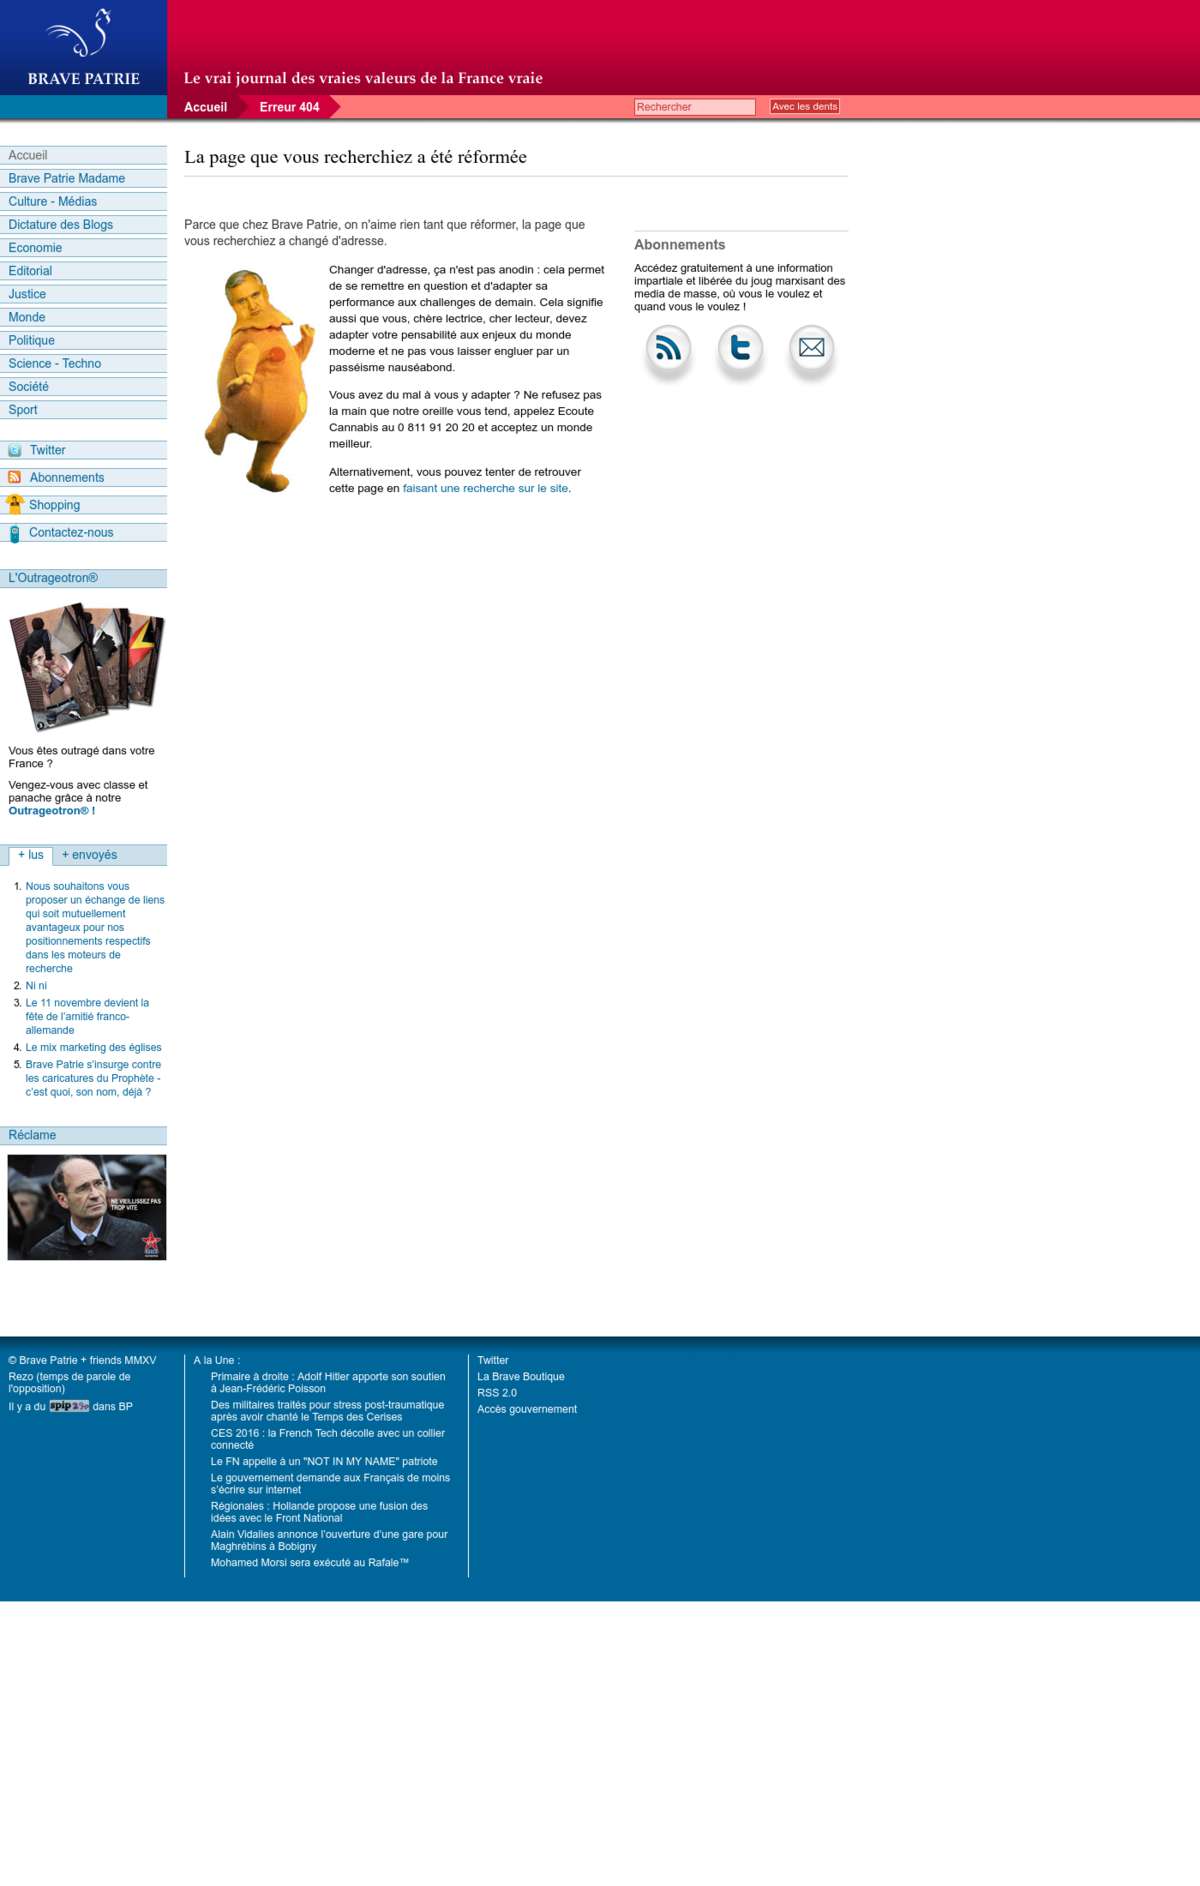 BRAVE PATRIE
Le vrai journal des vraies valeurs de la France vraie
Accueil
Erreur 404
Rechercher
Avec les dents
Accueil
Brave Patrie Madame
Culture - Médias
Dictature des Blogs
Economie
Editorial
Justice
Monde
Politique
Science - Techno
Société
Sport
Twitter
Abonnements
Shopping
Contactez-nous
L'Outrageotron®
Vous êtes outragé dans votre
France ?
Vengez-vous avec classe et
panache grâce à notre
Outrageotron® !
+ lus
+ envoyés
1. Nous souhaitons vous
proposer un échange de liens
qui soit mutuellement
avantageux pour nos
positionnements respectifs
dans les moteurs de
recherche
2. Ni ni
3. Le 11 novembre devient la
fête de l'amitié franco-
allemande
4. Le mix marketing des églises
5. Brave Patrie s'insurge contre
les caricatures du Prophète -
c'est quoi, son nom, déjà ?
Réclame
NE VIEILLISSEZ PAS
TROP VITE
La page que vous recherchiez a été réformée
Parce que chez Brave Patrie, on n'aime rien tant que réformer, la page que
vous recherchiez a changé d'adresse.
Changer d'adresse, ça n'est pas anodin : cela permet
de se remettre en question et d'adapter sa
performance aux challenges de demain. Cela signifie
aussi que vous, chère lectrice, cher lecteur, devez
adapter votre pensabilité aux enjeux du monde
moderne et ne pas vous laisser engluer par un
passéisme nauséabond.
Vous avez du mal à vous y adapter ? Ne refusez pas
la main que notre oreille vous tend, appelez Ecoute
Cannabis au 0 811 91 20 20 et acceptez un monde
meilleur.
Alternativement, vous pouvez tenter de retrouver
cette page en faisant une recherche sur le site.
Abonnements
Accédez gratuitement à une information
impartiale et libérée du joug marxisant des
media de masse, où vous le voulez et
quand vous le voulez !
© Brave Patrie + friends MMXV
Rezo (temps de parole de
l'opposition)
Il y a du spip dans BP
A la Une :
Primaire à droite : Adolf Hitler apporte son soutien
à Jean-Frédéric Poisson
Des militaires traités pour stress post-traumatique
après avoir chanté le Temps des Cerises
CES 2016 : la French Tech décolle avec un collier
connecté
Le FN appelle à un "NOT IN MY NAME" patriote
Le gouvernement demande aux Français de moins
s'écrire sur internet
Régionales : Hollande propose une fusion des
idées avec le Front National
Alain Vidalies annonce l'ouverture d'une gare pour
Maghrébins à Bobigny
Mohamed Morsi sera exécuté au Rafale™
Twitter
La Brave Boutique
RSS 2.0
Accès gouvernement